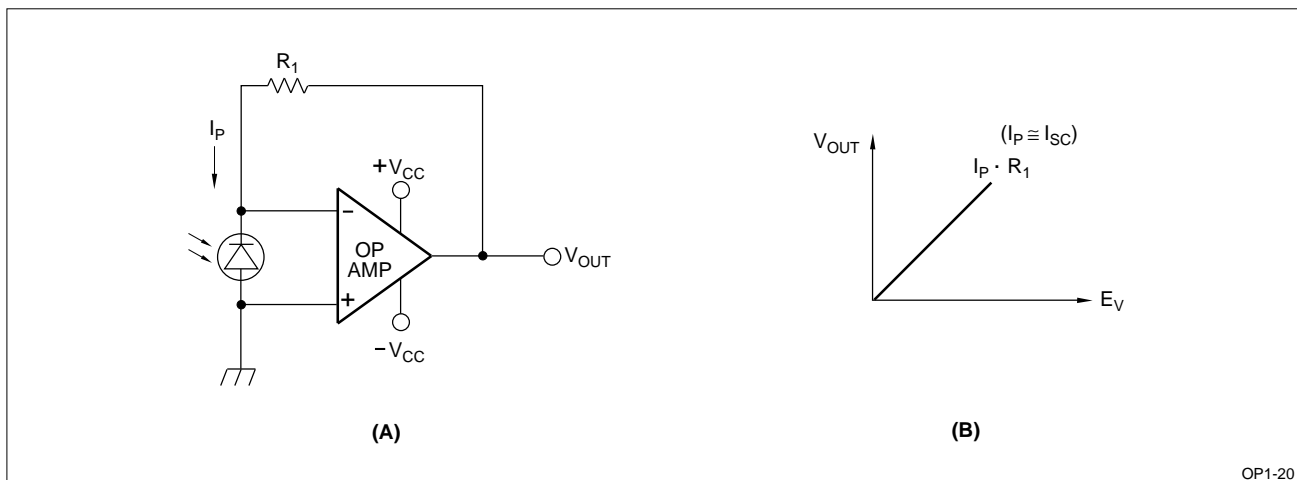 R1
IP
+VCC
−
OP
AMP
+
−VCC
VOUT
(A)
VOUT
(IP ≅ ISC)
IP · R1
EV
(B)
OP1-20